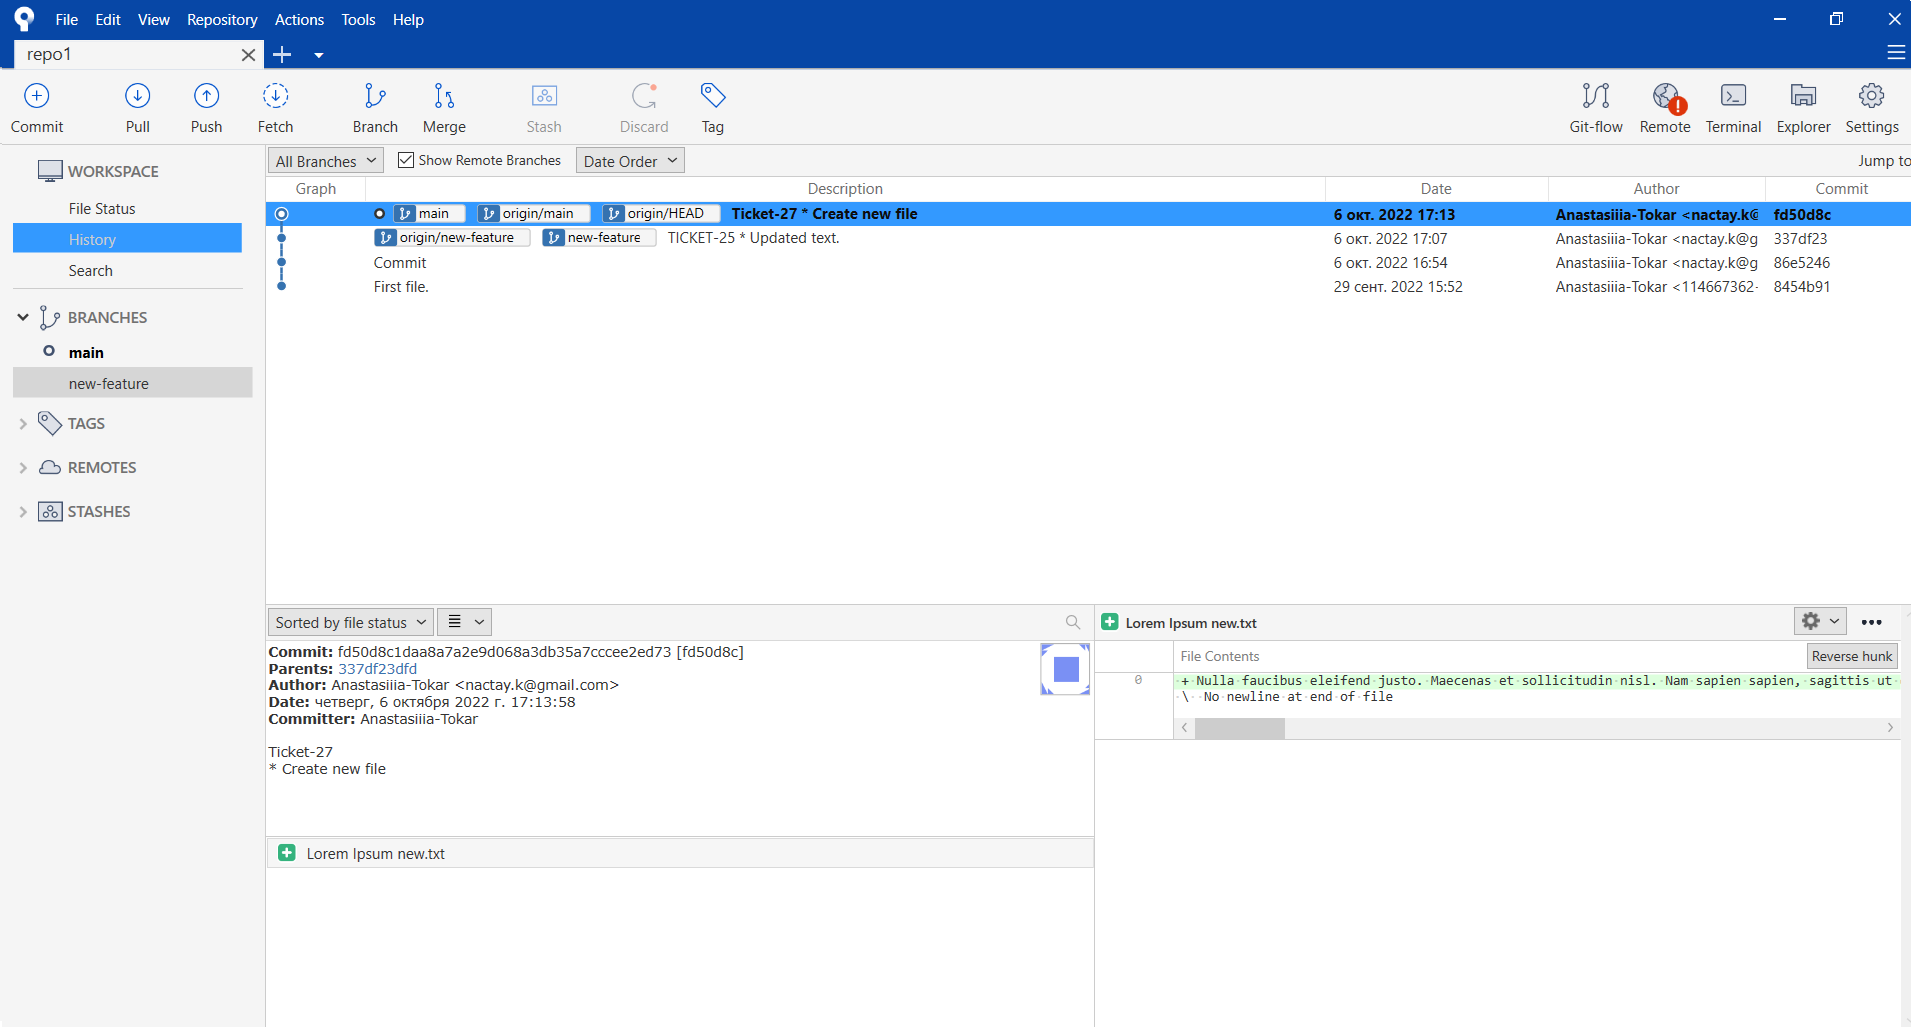 File Edit View Repository Actions Tools Help
repo1
Commit Pull Push Fetch Branch Merge Stash Discard Tag Git-flow Remote Terminal Explorer Settings
WORKSPACE
File Status
History
Search
BRANCHES
main
new-feature
TAGS
REMOTES
STASHES
All Branches Show Remote Branches Date Order Jump to
Graph Description Date Author Commit
main origin/main origin/HEAD Ticket-27 * Create new file 6 окт. 2022 17:13 Anastasiiia-Tokar <nactay.k@ fd50d8c
origin/new-feature new-feature TICKET-25 * Updated text. 6 окт. 2022 17:07 Anastasiiia-Tokar <nactay.k@g 337df23
Commit 6 окт. 2022 16:54 Anastasiiia-Tokar <nactay.k@g 86e5246
First file. 29 сент. 2022 15:52 Anastasiiia-Tokar <114667362- 8454b91
Sorted by file status
Commit: fd50d8c1daa8a7a2e9d068a3db35a7cccee2ed73 [fd50d8c]
Parents: 337df23dfd
Author: Anastasiiia-Tokar <nactay.k@gmail.com>
Date: четверг, 6 октября 2022 г. 17:13:58
Committer: Anastasiiia-Tokar
Ticket-27
* Create new file
Lorem Ipsum new.txt
Lorem Ipsum new.txt
File Contents Reverse hunk
0 + Nulla faucibus eleifend justo. Maecenas et sollicitudin nisl. Nam sapien sapien, sagittis ut
\ No newline at end of file